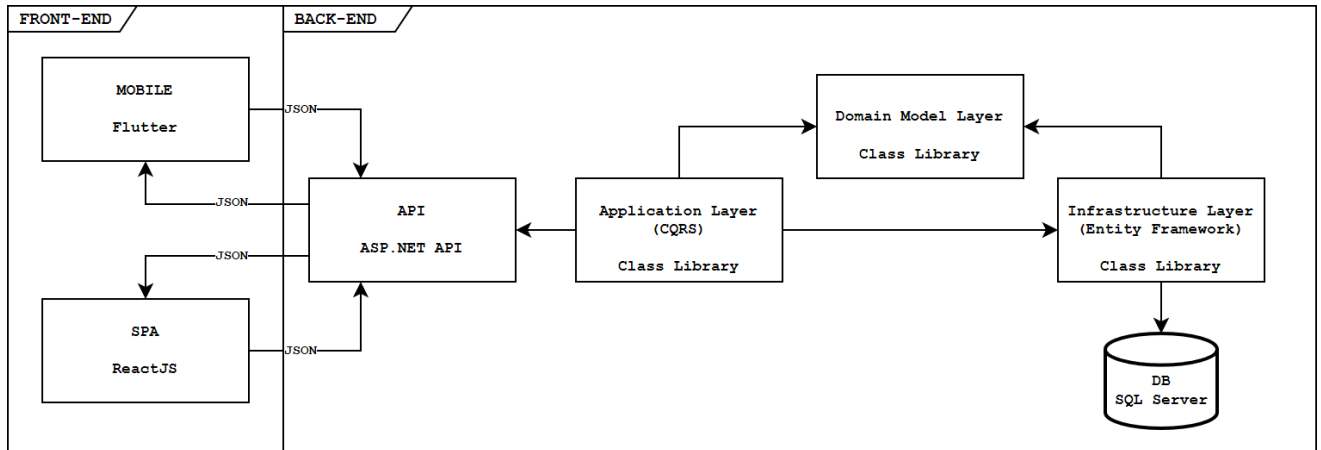 FRONT-END
BACK-END
MOBILE
Flutter
JSON
JSON
API
ASP.NET API
JSON
JSON
SPA
ReactJS
Application Layer
(CQRS)
Class Library
Domain Model Layer
Class Library
Infrastructure Layer
(Entity Framework)
Class Library
DB
SQL Server